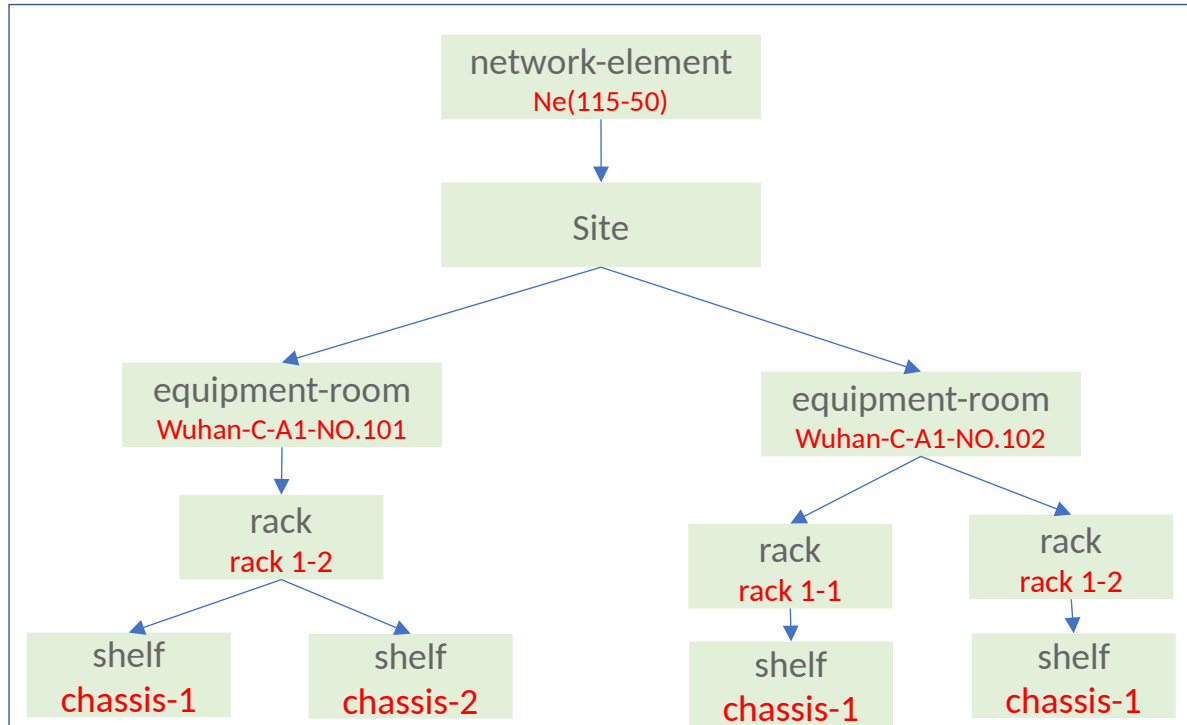 network-element
Ne(115-50)
Site
equipment-room
Wuhan-C-A1-NO.101
equipment-room
Wuhan-C-A1-NO.102
rack
rack 1-2
rack
rack 1-1
rack
rack 1-2
shelf
chassis-1
shelf
chassis-2
shelf
chassis-1
shelf
chassis-1